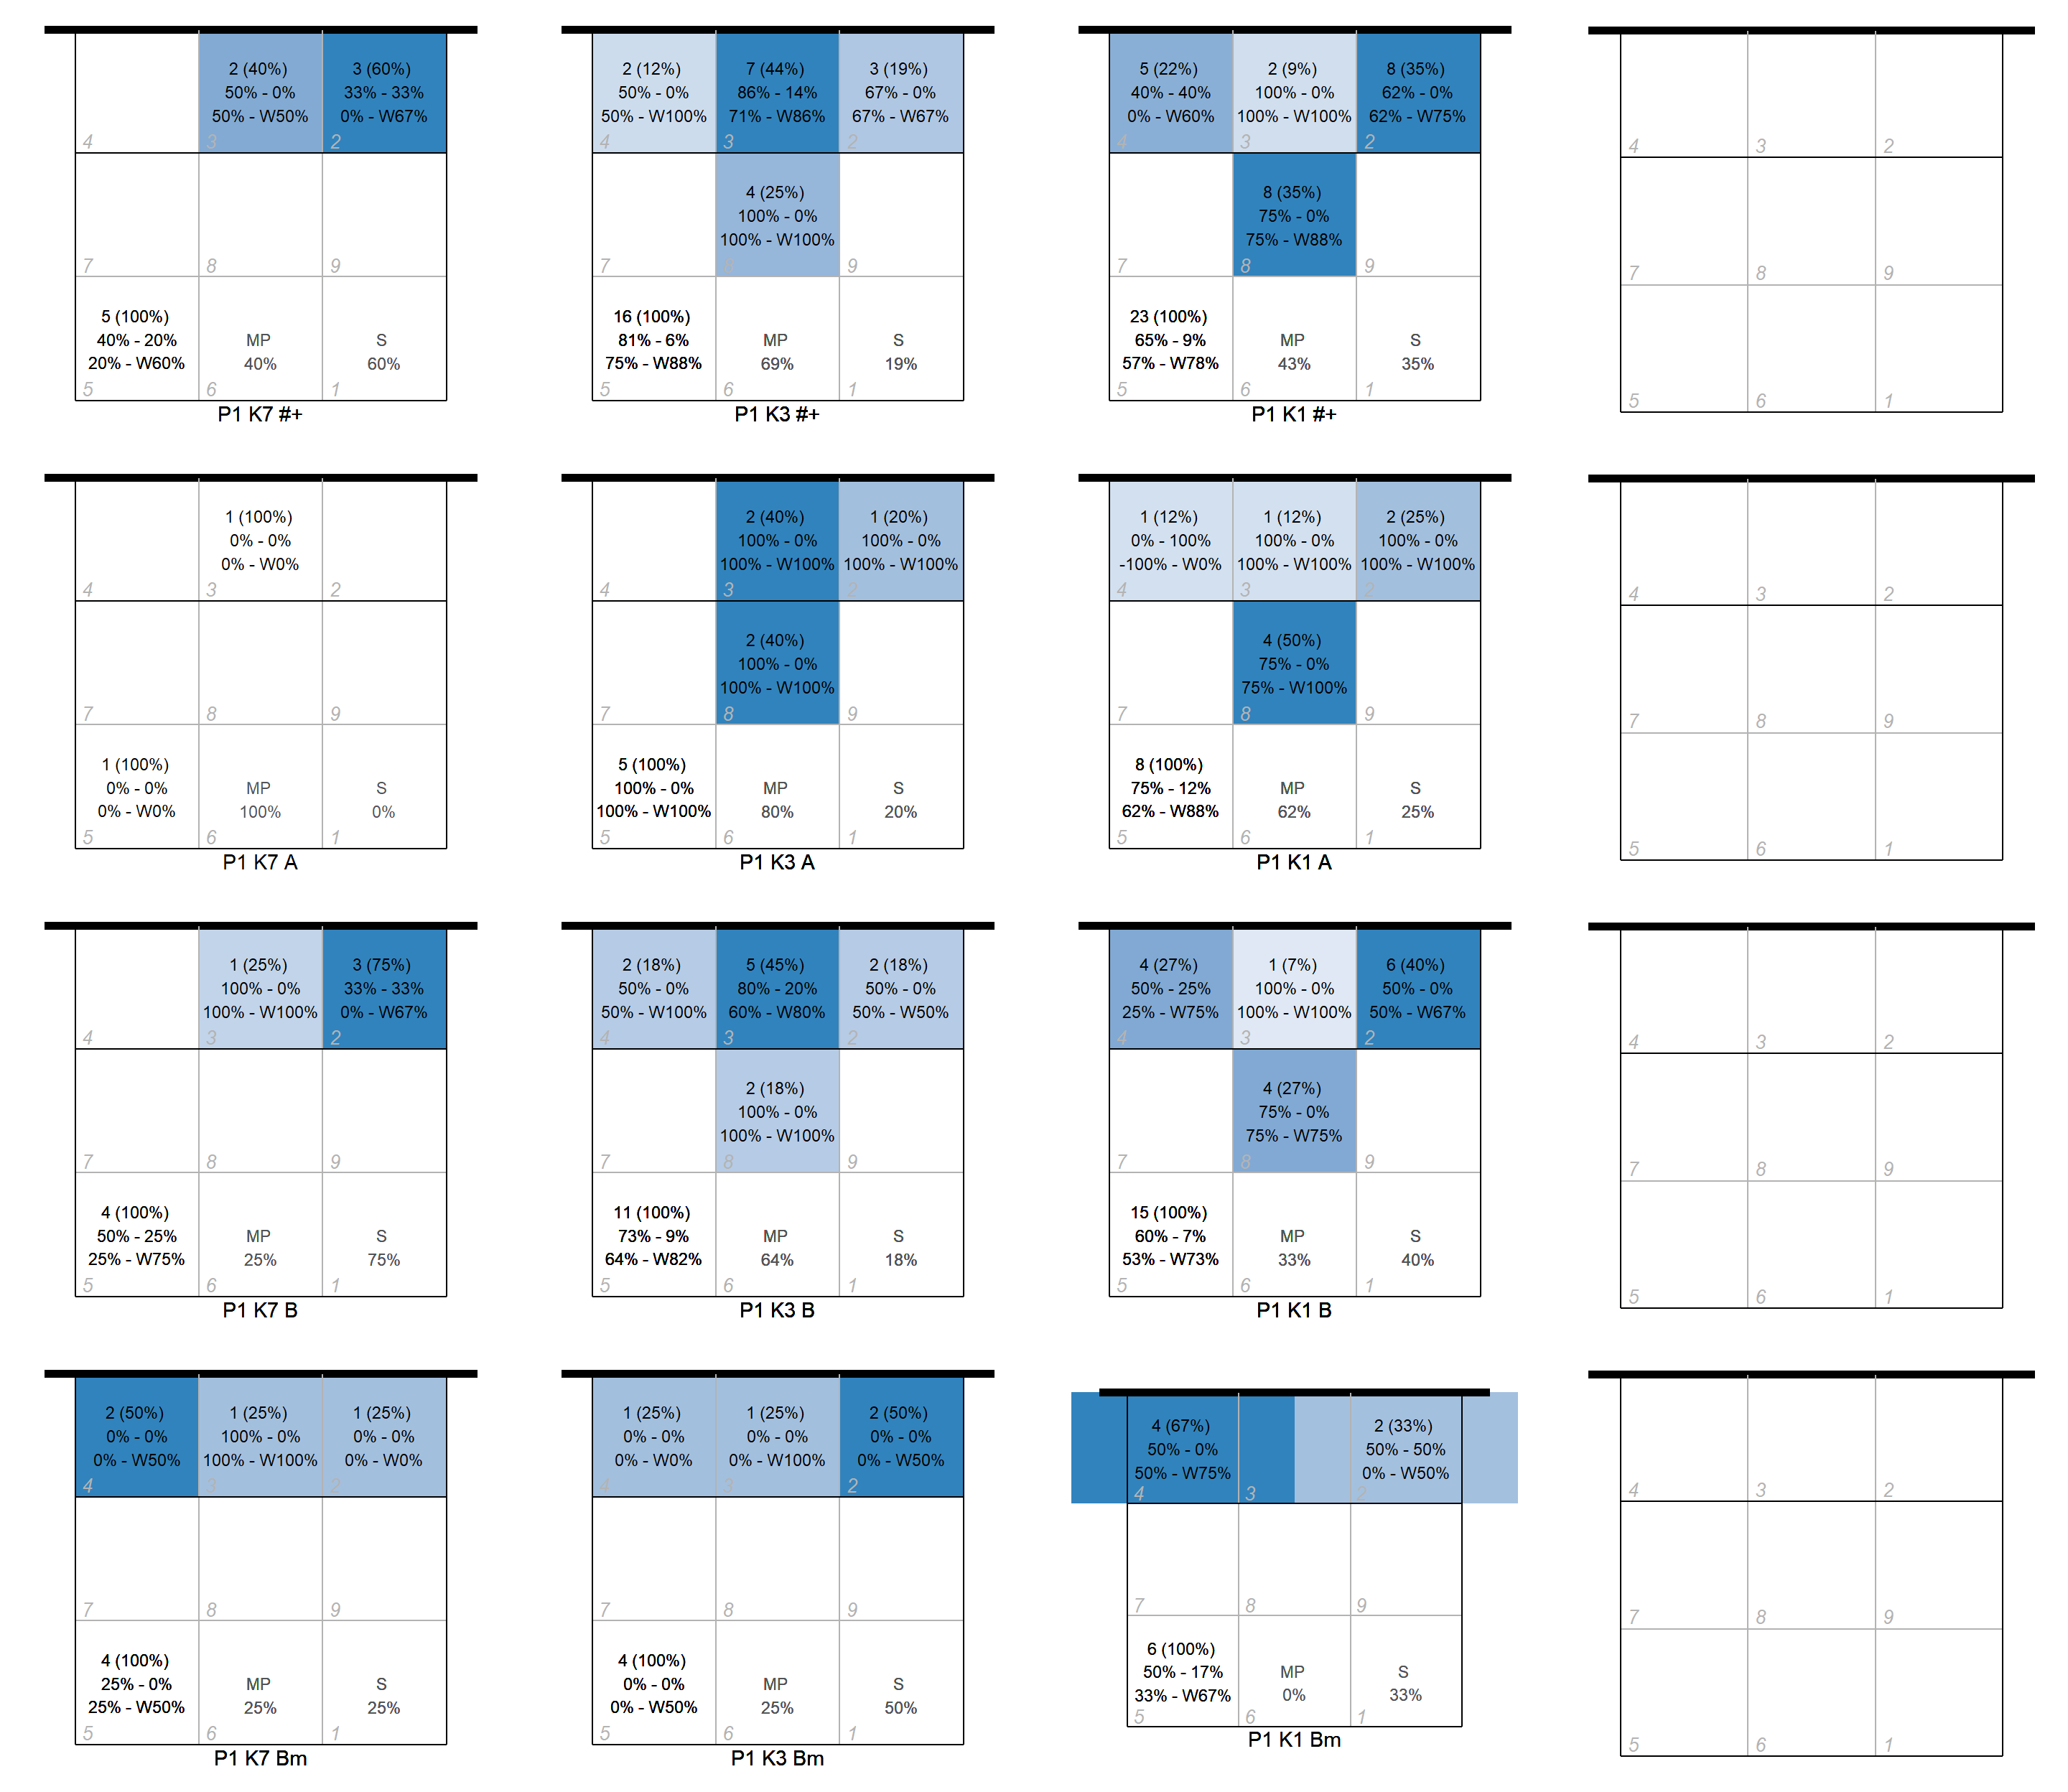 2 (40%)
50% - 0%
50% - W50%
3 (60%)
33% - 33%
0% - W67%
4
3
2
7
8
9
5 (100%)
40% - 20%
20% - W60%
MP
40%
S
60%
5
6
1
P1 K7 #+
2 (12%)
50% - 0%
50% - W100%
7 (44%)
86% - 14%
71% - W86%
3 (19%)
67% - 0%
67% - W67%
4
3
2
4 (25%)
100% - 0%
100% - W100%
7
8
9
16 (100%)
81% - 6%
75% - W88%
MP
69%
S
19%
5
6
1
P1 K3 #+
5 (22%)
40% - 40%
0% - W60%
2 (9%)
100% - 0%
100% - W100%
8 (35%)
62% - 0%
62% - W75%
4
3
2
8 (35%)
75% - 0%
75% - W88%
7
8
9
23 (100%)
65% - 9%
57% - W78%
MP
43%
S
35%
5
6
1
P1 K1 #+
4
3
2
7
8
9
5
6
1
1 (100%)
0% - 0%
0% - W0%
4
3
2
7
8
9
1 (100%)
0% - 0%
0% - W0%
MP
100%
S
0%
5
6
1
P1 K7 A
2 (40%)
100% - 0%
100% - W100%
1 (20%)
100% - 0%
100% - W100%
4
3
2
2 (40%)
100% - 0%
100% - W100%
7
8
9
5 (100%)
100% - 0%
100% - W100%
MP
80%
S
20%
5
6
1
P1 K3 A
1 (12%)
0% - 100%
-100% - W0%
1 (12%)
100% - 0%
100% - W100%
2 (25%)
100% - 0%
100% - W100%
4
3
2
4 (50%)
75% - 0%
75% - W100%
7
8
9
8 (100%)
75% - 12%
62% - W88%
MP
62%
S
25%
5
6
1
P1 K1 A
4
3
2
7
8
9
5
6
1
1 (25%)
100% - 0%
100% - W100%
3 (75%)
33% - 33%
0% - W67%
4
3
2
7
8
9
4 (100%)
50% - 25%
25% - W75%
MP
25%
S
75%
5
6
1
P1 K7 B
2 (18%)
50% - 0%
50% - W100%
5 (45%)
80% - 20%
60% - W80%
2 (18%)
50% - 0%
50% - W50%
4
3
2
2 (18%)
100% - 0%
100% - W100%
7
8
9
11 (100%)
73% - 9%
64% - W82%
MP
64%
S
18%
5
6
1
P1 K3 B
4 (27%)
50% - 25%
25% - W75%
1 (7%)
100% - 0%
100% - W100%
6 (40%)
50% - 0%
50% - W67%
4
3
2
4 (27%)
75% - 0%
75% - W75%
7
8
9
15 (100%)
60% - 7%
53% - W73%
MP
33%
S
40%
5
6
1
P1 K1 B
4
3
2
7
8
9
5
6
1
2 (50%)
0% - 0%
0% - W50%
1 (25%)
100% - 0%
100% - W100%
1 (25%)
0% - 0%
0% - W0%
4
3
2
7
8
9
4 (100%)
25% - 0%
25% - W50%
MP
25%
S
25%
5
6
1
P1 K7 Bm
1 (25%)
0% - 0%
0% - W0%
1 (25%)
0% - 0%
0% - W100%
2 (50%)
0% - 0%
0% - W50%
4
3
2
7
8
9
4 (100%)
0% - 0%
0% - W50%
MP
25%
S
50%
5
6
1
P1 K3 Bm
4 (67%)
50% - 0%
50% - W75%
2 (33%)
50% - 50%
0% - W50%
4
3
2
7
8
9
6 (100%)
50% - 17%
33% - W67%
MP
0%
S
33%
5
6
1
P1 K1 Bm
4
3
2
7
8
9
5
6
1